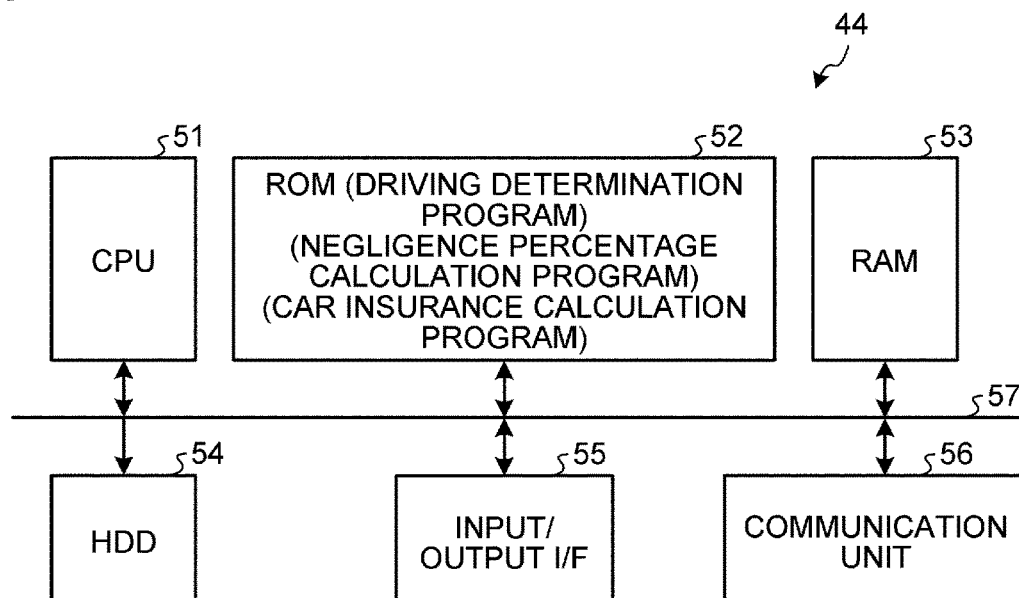 44
51
52
53
CPU
ROM (DRIVING DETERMINATION
PROGRAM)
(NEGLIGENCE PERCENTAGE
CALCULATION PROGRAM)
(CAR INSURANCE CALCULATION
PROGRAM)
RAM
57
54
55
56
HDD
INPUT/
OUTPUT I/F
COMMUNICATION
UNIT